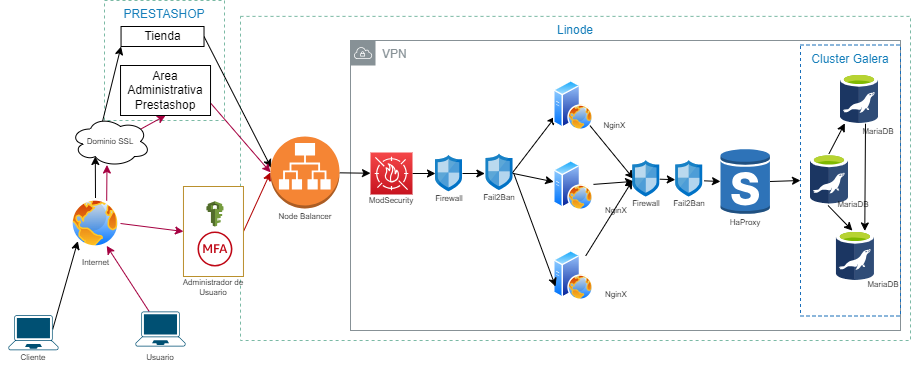 PRESTASHOP
Tienda
Area
Administrativa
Prestashop
Dominio SSL
Linode
VPN
Cluster Galera
MariaDB
NginX
Node Balancer
ModSecurity
Firewall
Fail2Ban
NginX
Firewall
Fail2Ban
S
HaProxy
MariaDB
MFA
Internet
Administrador de
Usuario
NginX
MariaDB
Cliente
Usuario